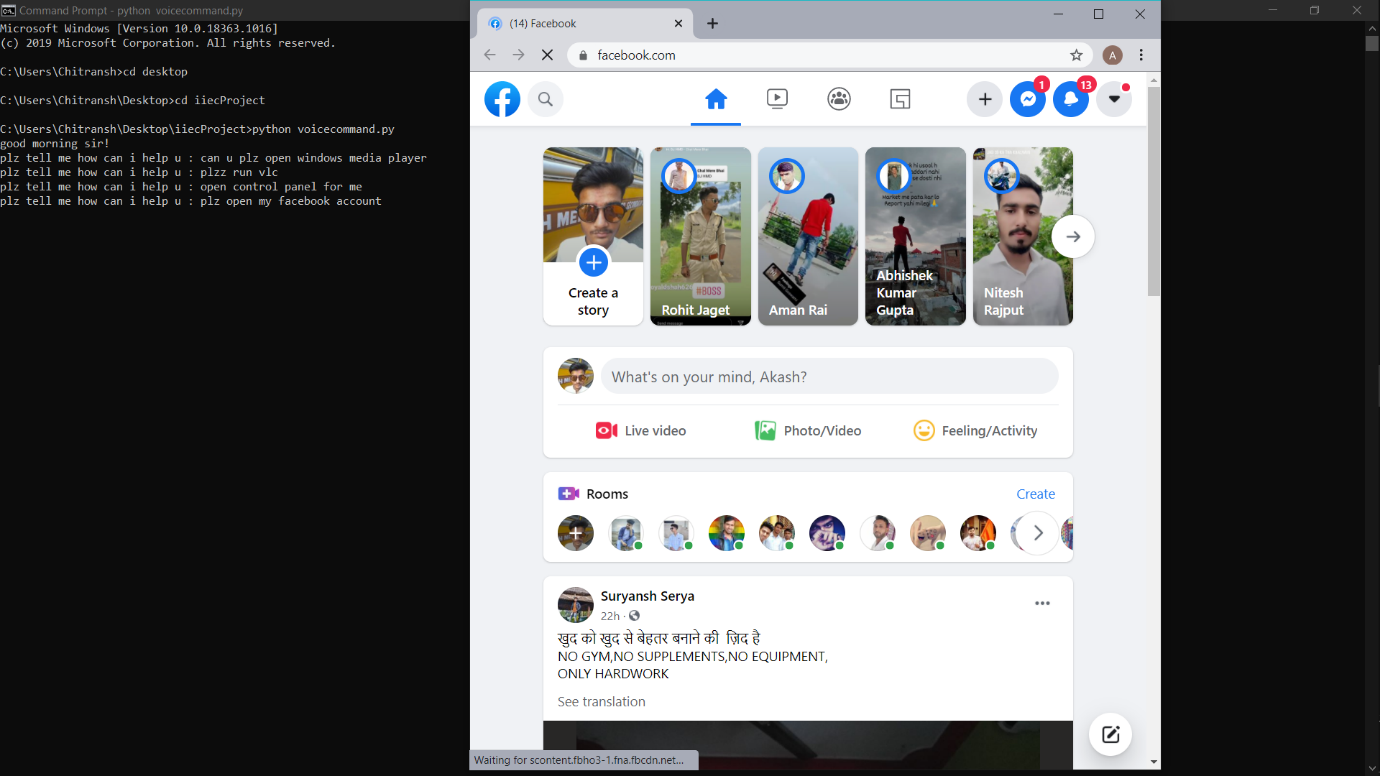 Command Prompt - python voicecommand.py
Microsoft Windows [Version 10.0.18363.1016]
(c) 2019 Microsoft Corporation. All rights reserved.
C:\Users\Chitransh>cd desktop
C:\Users\Chitransh\Desktop>cd iiecProject
C:\Users\Chitransh\Desktop\iiecProject>python voicecommand.py
good morning sir!
plz tell me how can i help u : can u plz open windows media player
plz tell me how can i help u : plzz run vlc
plz tell me how can i help u : open control panel for me
plz tell me how can i help u : plz open my facebook account
(14) Facebook
facebook.com
A
1
13
Create a
story
#BOSS
Rohit Jaget
Aman Rai
Abhishek
Kumar
Gupta
Nitesh
Rajput
What's on your mind, Akash?
Live video
Photo/Video
Feeling/Activity
Rooms
Create
Suryansh Serya
22h ·
खुद को खुद से बेहतर बनाने की ज़िद है
NO GYM,NO SUPPLEMENTS,NO EQUIPMENT,
ONLY HARDWORK
See translation
Waiting for scontent.fbho3-1.fna.fbcdn.net...